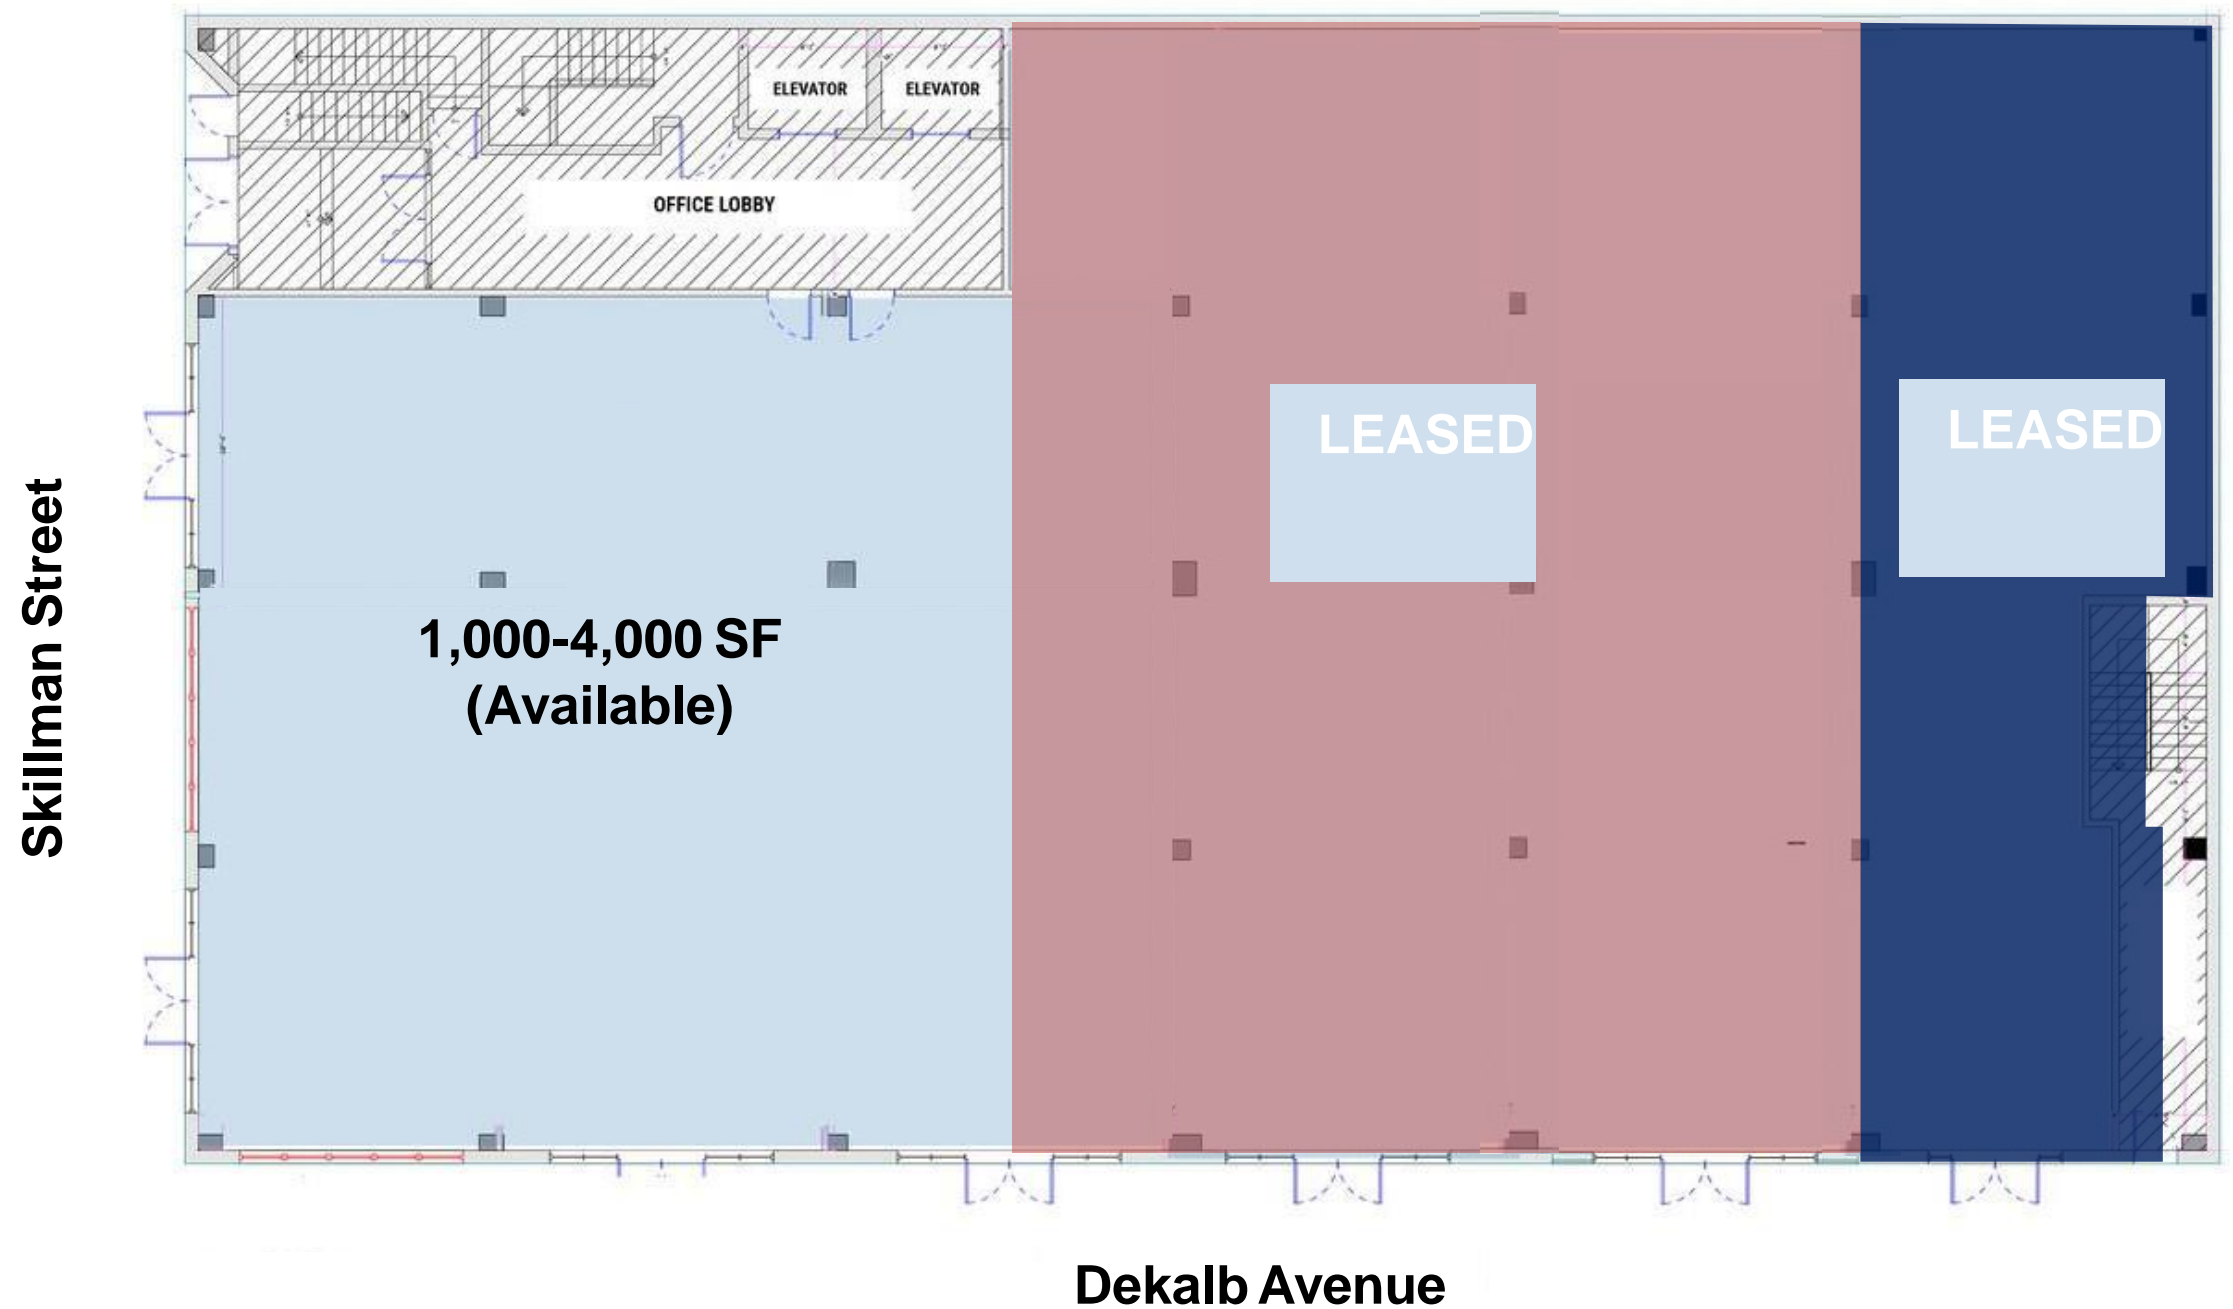 ELEVATOR
ELEVATOR
OFFICE LOBBY
LEASED
LEASED
Skillman Street
1,000-4,000 SF
(Available)
Dekalb Avenue